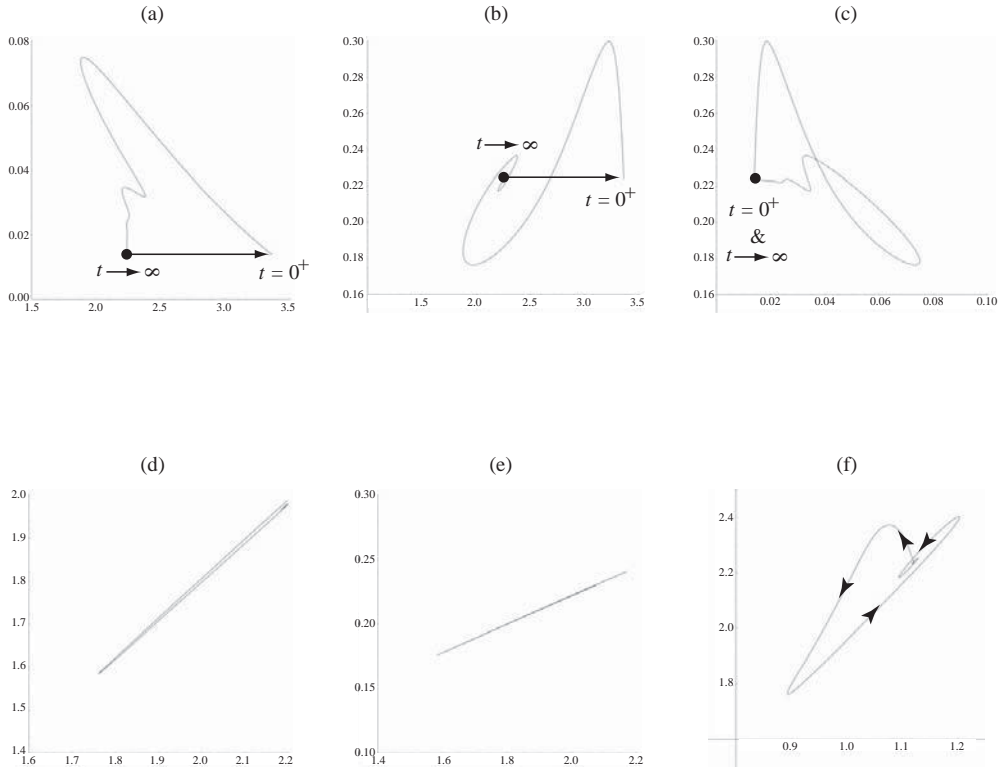 (a)
0.08
0.06
0.04
0.02
0.00
1.5 2.0 2.5 3.0 3.5
t → ∞
t = 0⁺
(b)
0.30
0.28
0.26
0.24
0.22
0.20
0.18
0.16
1.0 1.5 2.0 2.5 3.0 3.5
t → ∞
t = 0⁺
(c)
0.30
0.28
0.26
0.24
0.22
0.20
0.18
0.16
0.02 0.04 0.06 0.08 0.10
t = 0⁺
&
t → ∞
(d)
2.0
1.9
1.8
1.7
1.6
1.5
1.4
1.6 1.7 1.8 1.9 2.0 2.1 2.2
(e)
0.30
0.25
0.20
0.15
0.10
1.4 1.6 1.8 2.0 2.2
(f)
2.4
2.2
2.0
1.8
0.9 1.0 1.1 1.2